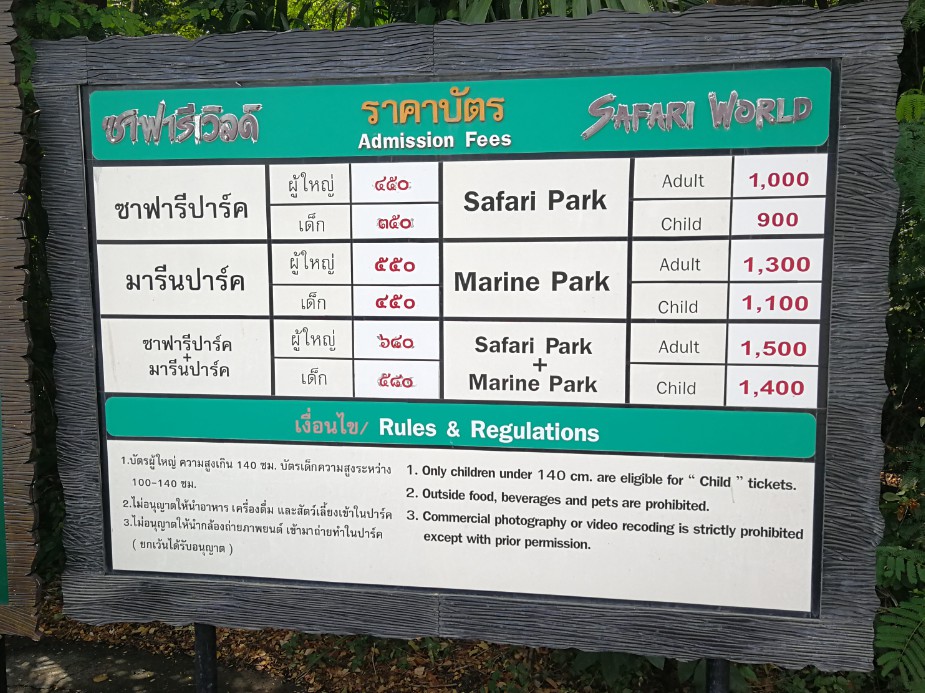 ซาฟารีเวิลด์ ราคาบัตร SAFARI WORLD
Admission Fees
ซาฟารีปาร์ค ผู้ใหญ่ ๔๕๐ Safari Park Adult 1,000
เด็ก ๓๕๐ Child 900
มารีนปาร์ค ผู้ใหญ่ ๕๕๐ Marine Park Adult 1,300
เด็ก ๔๕๐ Child 1,100
ซาฟารีปาร์ค + มารีนปาร์ค ผู้ใหญ่ ๖๘๐ Safari Park + Marine Park Adult 1,500
เด็ก ๕๘๐ Child 1,400
เงื่อนไข/ Rules & Regulations
1.บัตรผู้ใหญ่ ความสูงเกิน 140 ซม. บัตรเด็กความสูงระหว่าง
100-140 ซม.
2.ไม่อนุญาตให้นำอาหาร เครื่องดื่ม และสัตว์เลี้ยงเข้าในปาร์ค
3.ไม่อนุญาตให้นำกล้องถ่ายภาพยนต์ เข้ามาถ่ายทำในปาร์ค
( ยกเว้นได้รับอนุญาต )
1. Only children under 140 cm. are eligible for “ Child ” tickets.
2. Outside food, beverages and pets are prohibited.
3. Commercial photography or video recoding is strictly prohibited
except with prior permission.